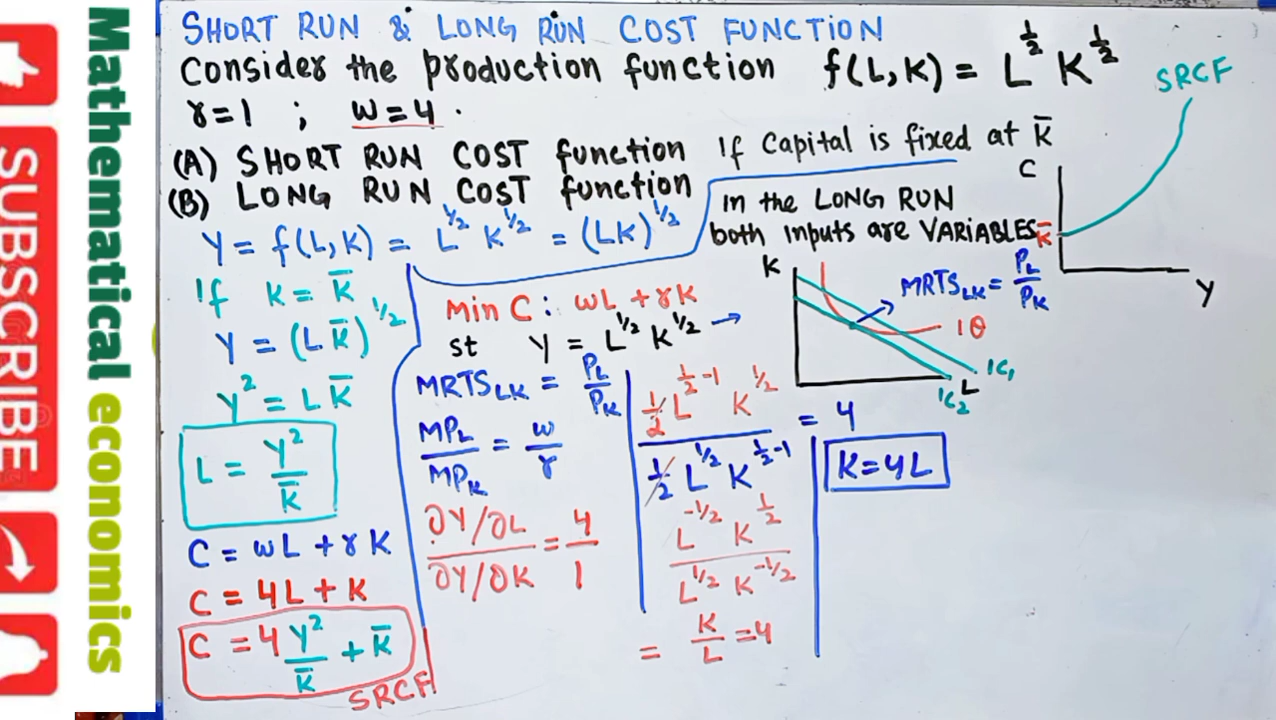 SHORT RUN & LONG RUN COST FUNCTION
Consider the production function f(L,K) = L^1/2 K^1/2
r=1 ; w=4.
(A) SHORT RUN COST function If Capital is fixed at K̅
(B) LONG RUN COST function
Y = f(L,K) = L^1/2 K^1/2 = (LK)^1/2
If K = K̅
Y = (L K̅)^1/2
Y² = L K̅
L = Y²/K̅
C = wL + rK
C = 4L + K
C = 4 Y²/K̅ + K̅
SRCF
in the LONG RUN
both inputs are VARIABLES
Min C: wL + rK
st Y = L^1/2 K^1/2 →
MRTS_LK = P_L/P_K
MP_L/MP_K = w/r
∂Y/∂L / ∂Y/∂K = 4/1
1/2 L^1/2-1 K^1/2 / 1/2 L^1/2 K^1/2-1 = 4
L^-1/2 K^1/2 / L^1/2 K^-1/2
= K/L = 4
K=4L
SRCF
C
K̅
Y
K
MRTS_LK = P_L/P_K
IQ
IC₁
L
IC₂
Mathematical economics
SUBSCRIBE